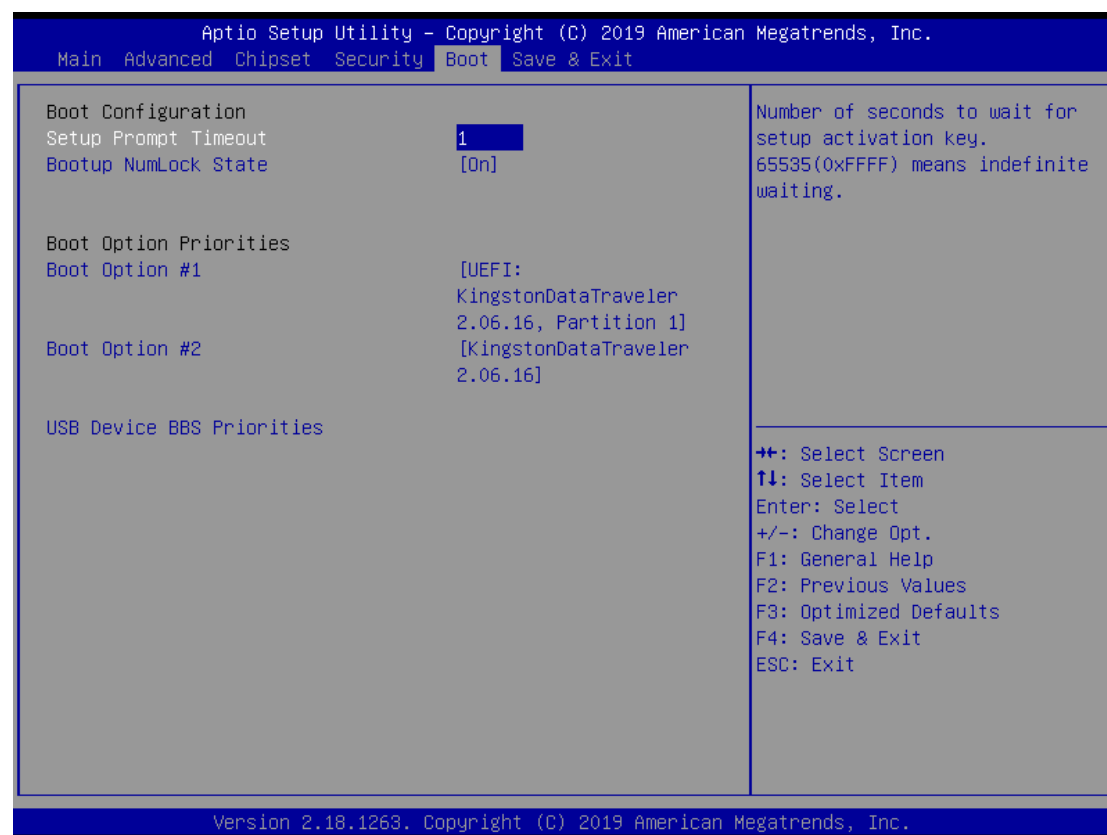 Aptio Setup Utility – Copyright (C) 2019 American Megatrends, Inc.
Main Advanced Chipset Security Boot Save & Exit
Boot Configuration
Setup Prompt Timeout 1
Bootup NumLock State [On]
Boot Option Priorities
Boot Option #1 [UEFI:
KingstonDataTraveler
2.06.16, Partition 1]
Boot Option #2 [KingstonDataTraveler
2.06.16]
USB Device BBS Priorities
Number of seconds to wait for
setup activation key.
65535(0xFFFF) means indefinite
waiting.
→←: Select Screen
↑↓: Select Item
Enter: Select
+/-: Change Opt.
F1: General Help
F2: Previous Values
F3: Optimized Defaults
F4: Save & Exit
ESC: Exit
Version 2.18.1263. Copyright (C) 2019 American Megatrends, Inc.